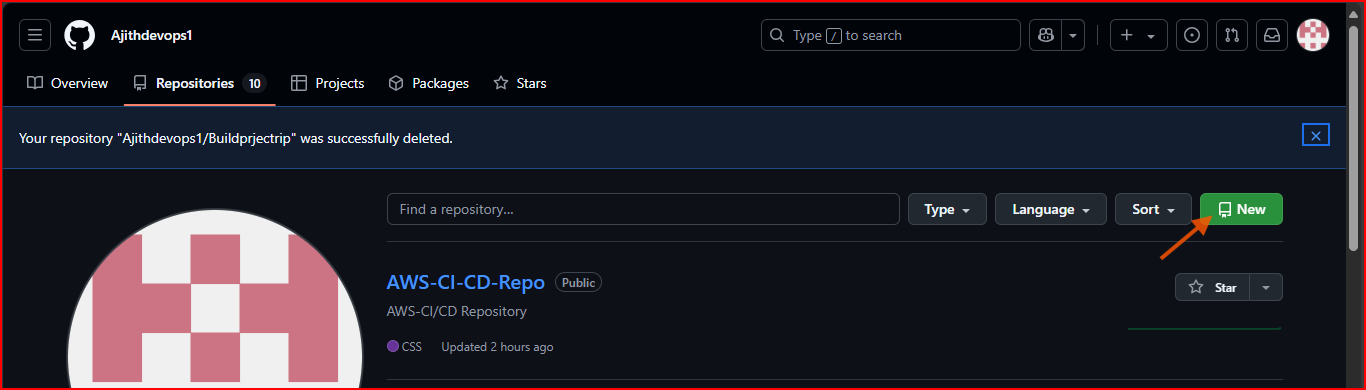 Ajithdevops1
Type / to search
Overview Repositories 10 Projects Packages Stars
Your repository "Ajithdevops1/Buildprjectrip" was successfully deleted.
Find a repository... Type Language Sort New
AWS-CI-CD-Repo Public
Star
AWS-CI/CD Repository
CSS Updated 2 hours ago